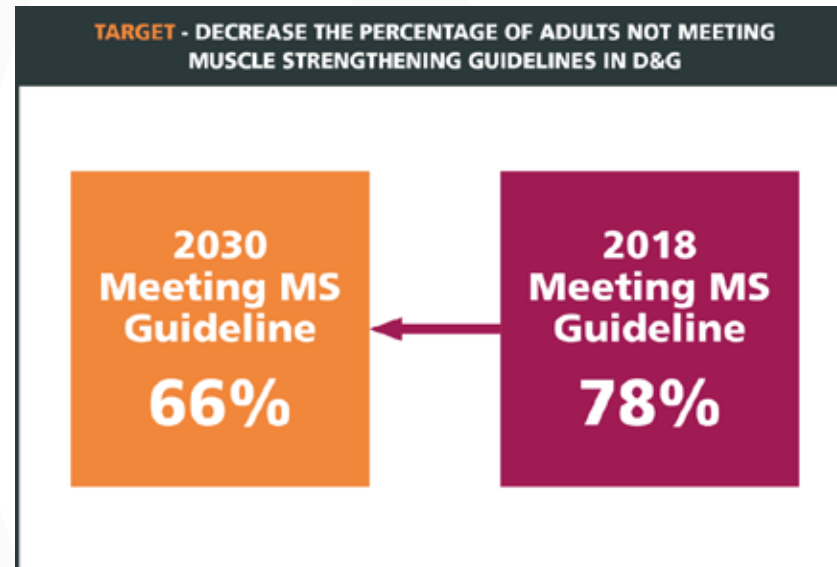 TARGET - DECREASE THE PERCENTAGE OF ADULTS NOT MEETING
MUSCLE STRENGTHENING GUIDELINES IN D&G
2030
Meeting MS
Guideline
66%
2018
Meeting MS
Guideline
78%